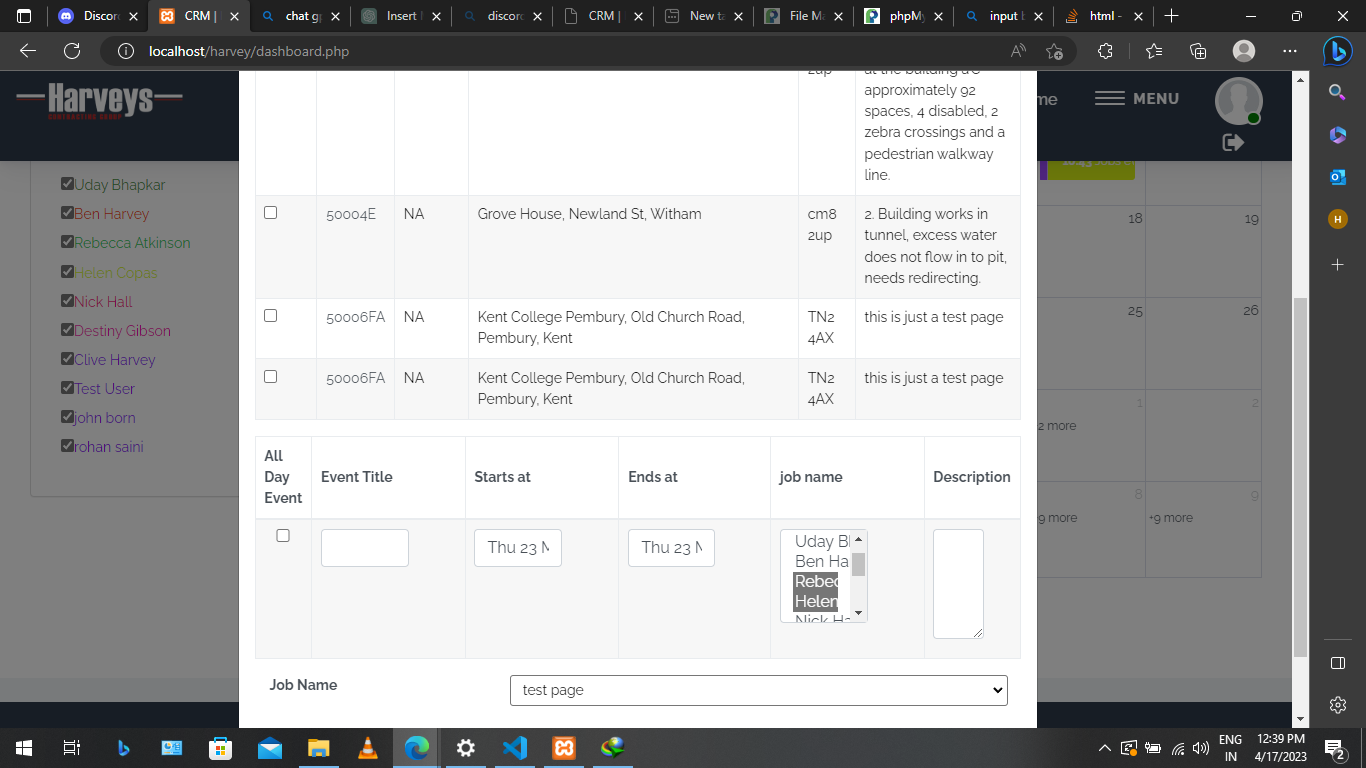 Discor
CRM |
chat gp
Insert I
discord
CRM |
New ta
File Ma
phpMy
input b
html -
localhost/harvey/dashboard.php
Harveys
CONTRACTING GROUP
me
MENU
2up
at the building a 3
approximately 92
spaces, 4 disabled, 2
zebra crossings and a
pedestrian walkway
line.
Uday Bhapkar
Ben Harvey
Rebecca Atkinson
Helen Copas
Nick Hall
Destiny Gibson
Clive Harvey
Test User
john born
rohan saini
50004E
NA
Grove House, Newland St, Witham
cm8
2up
2. Building works in
tunnel, excess water
does not flow in to pit,
needs redirecting.
50006FA
NA
Kent College Pembury, Old Church Road,
Pembury, Kent
TN2
4AX
this is just a test page
50006FA
NA
Kent College Pembury, Old Church Road,
Pembury, Kent
TN2
4AX
this is just a test page
18
19
25
26
1
2
2 more
8
9
9 more
+9 more
H
All
Day
Event
Event Title
Starts at
Ends at
job name
Description
Thu 23 M
Thu 23 M
Uday Bl
Ben Ha
Rebec
Helen
Nick Ha
Job Name
test page
ENG
IN
12:39 PM
4/17/2023
2